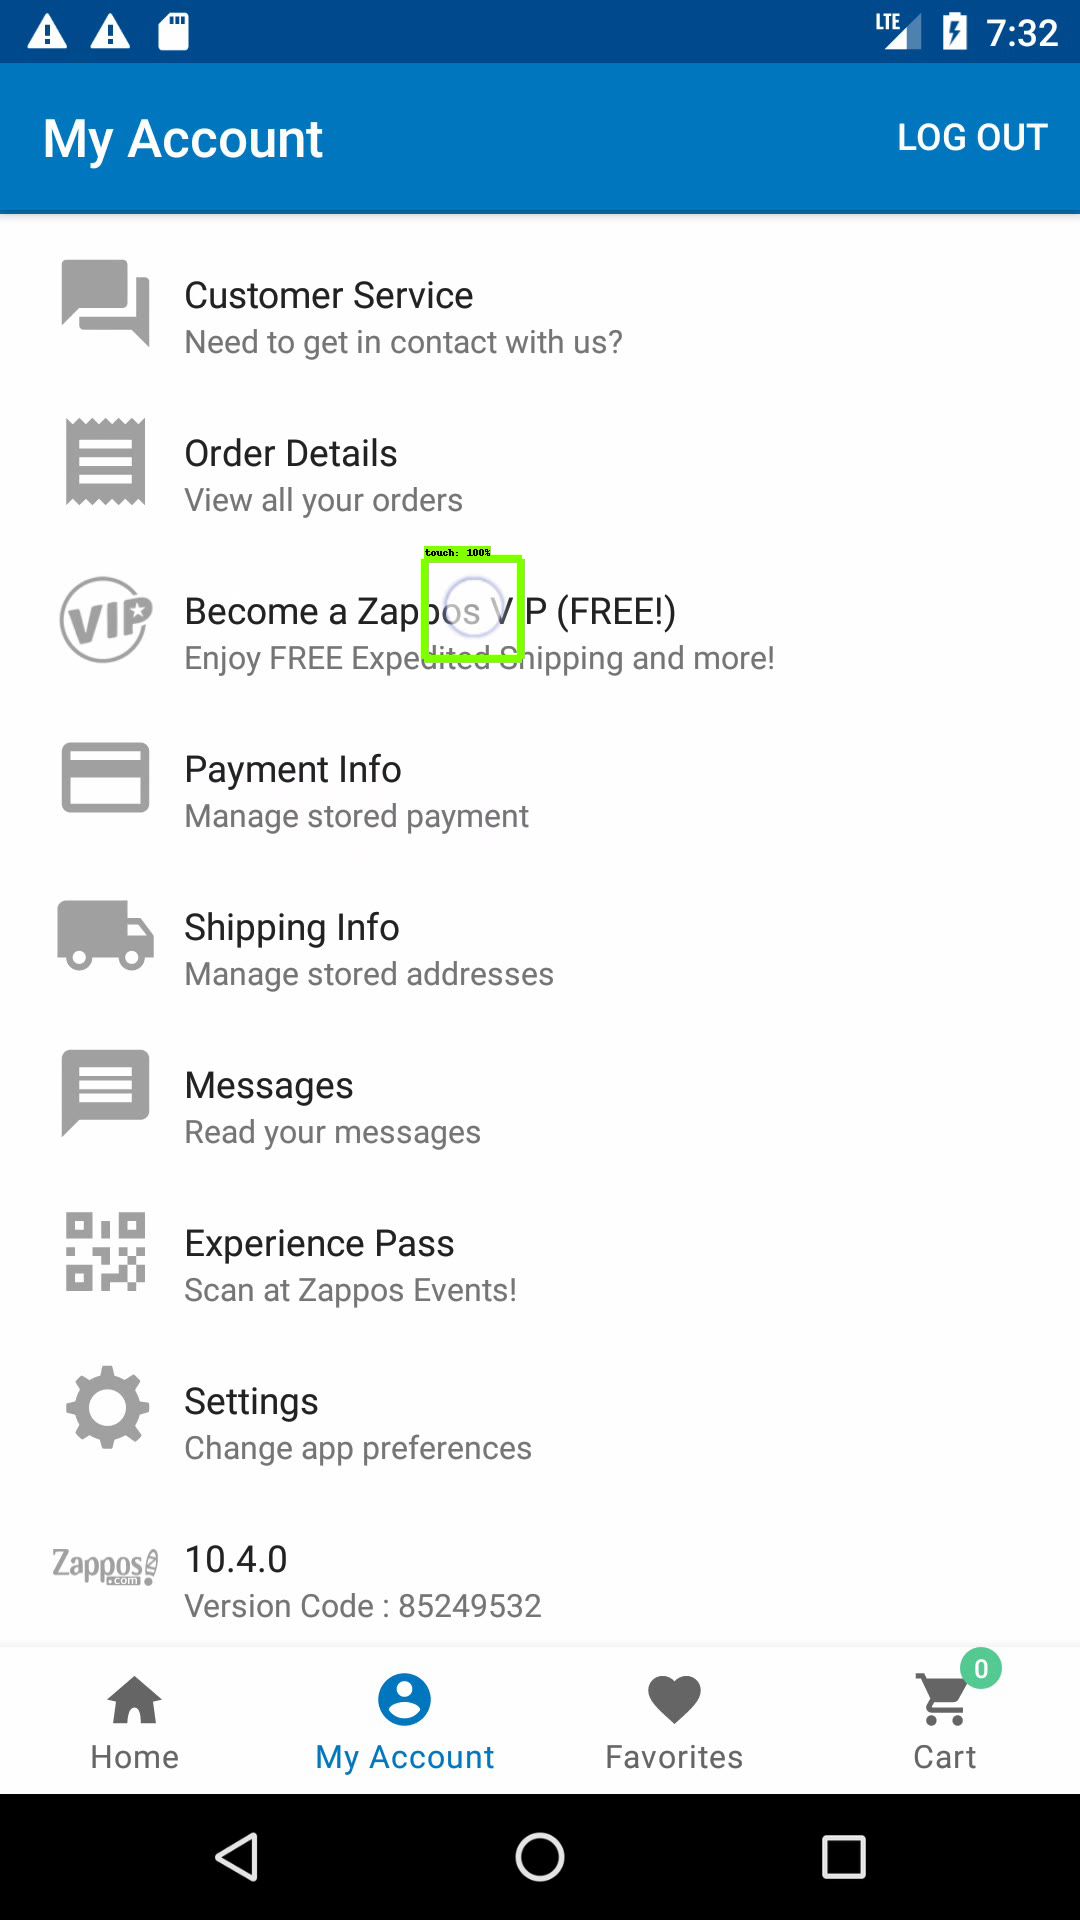 LTE 7:32
My Account LOG OUT
Customer Service
Need to get in contact with us?
Order Details
View all your orders
touch: 100%
VIP Become a Zappos VIP (FREE!)
Enjoy FREE Expedited Shipping and more!
Payment Info
Manage stored payment
Shipping Info
Manage stored addresses
Messages
Read your messages
Experience Pass
Scan at Zappos Events!
Settings
Change app preferences
Zappos .com 10.4.0
Version Code : 85249532
0
Home My Account Favorites Cart